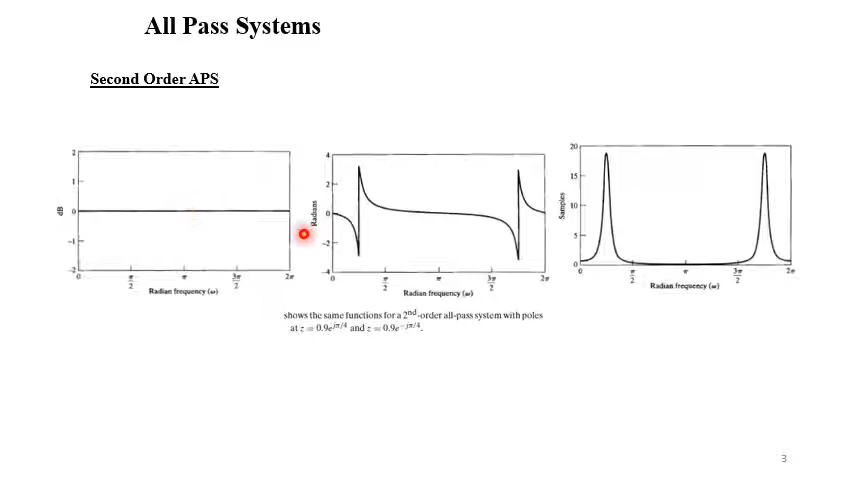 All Pass Systems
Second Order APS
2
1
0
-1
-2
dB
0
π/2
π
3π/2
2π
Radian frequency (ω)
4
2
0
-2
-4
Radians
0
π/2
π
3π/2
2π
Radian frequency (ω)
20
15
10
5
0
Samples
0
π/2
π
3π/2
2π
Radian frequency (ω)
shows the same functions for a 2nd-order all-pass system with poles
at z = 0.9e^jπ/4 and z = 0.9e^-jπ/4.
3